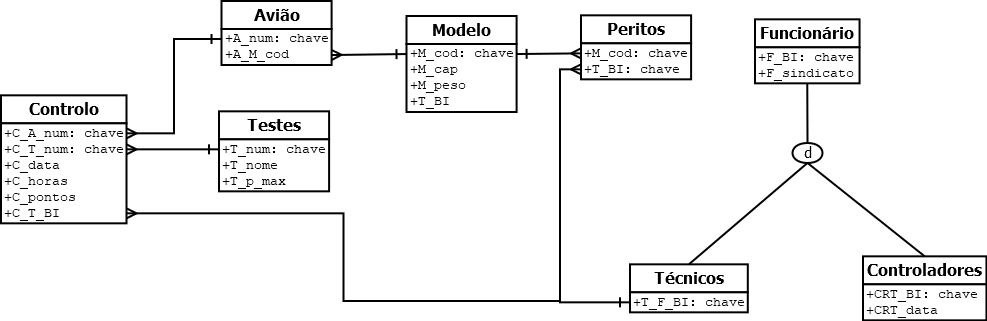 Avião
+A_num: chave
+A_M_cod
Modelo
+M_cod: chave
+M_cap
+M_peso
+T_BI
Peritos
+M_cod: chave
+T_BI: chave
Funcionário
+F_BI: chave
+F_sindicato
Controlo
+C_A_num: chave
+C_T_num: chave
+C_data
+C_horas
+C_pontos
+C_T_BI
Testes
+T_num: chave
+T_nome
+T_p_max
d
Técnicos
+T_F_BI: chave
Controladores
+CRT_BI: chave
+CRT_data